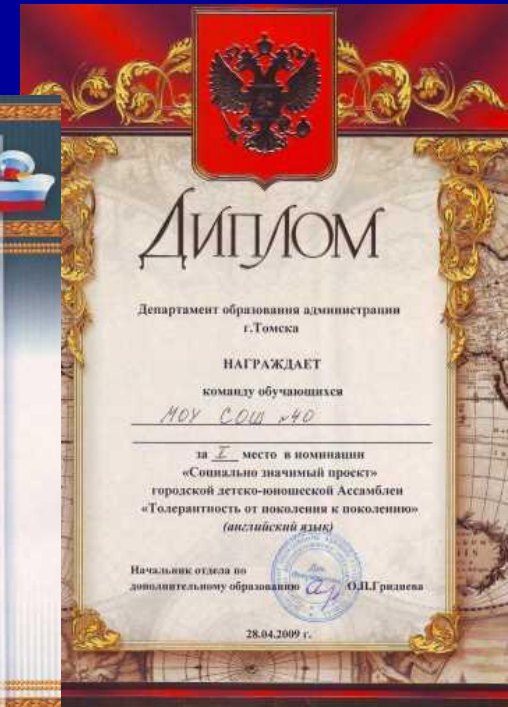 ДИПЛОМ
Департамент образования администрации
г.Томска
НАГРАЖДАЕТ
команду обучающихся
МОУ СОШ №40
за I место в номинации
«Социально значимый проект»
городской детско-юношеской Ассамблеи
«Толерантность от поколения к поколению»
(английский язык)
Начальник отдела по
дополнительному образованию О.П.Гриднева
28.04.2009 г.